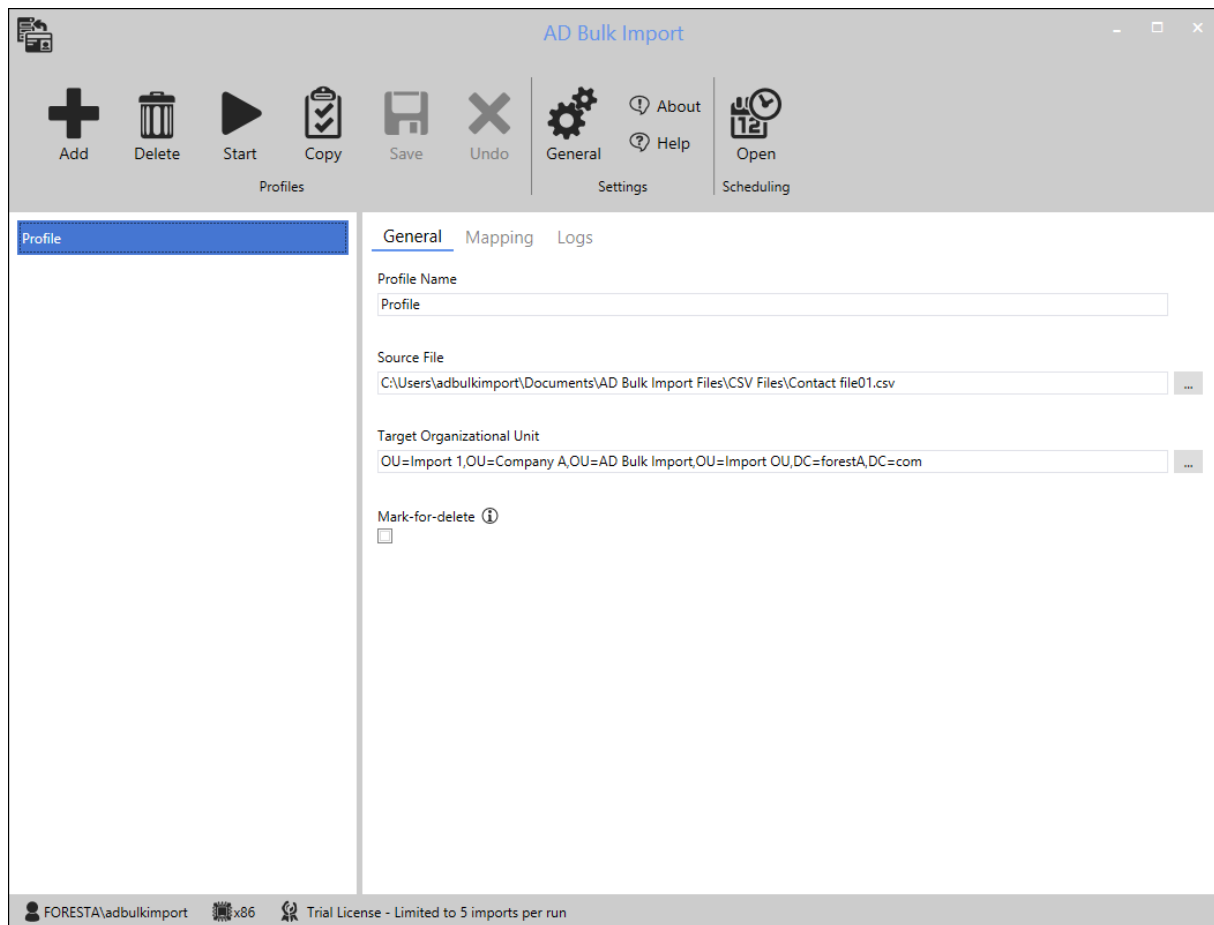 AD Bulk Import
Add Delete Start Copy Save Undo General About Help Open
12
Profiles Settings Scheduling
Profile
General Mapping Logs
Profile Name
Profile
Source File
C:\Users\adbulkimport\Documents\AD Bulk Import Files\CSV Files\Contact file01.csv
...
Target Organizational Unit
OU=Import 1,OU=Company A,OU=AD Bulk Import,OU=Import OU,DC=forestA,DC=com
...
Mark-for-delete
FORESTA\adbulkimport x86 Trial License - Limited to 5 imports per run